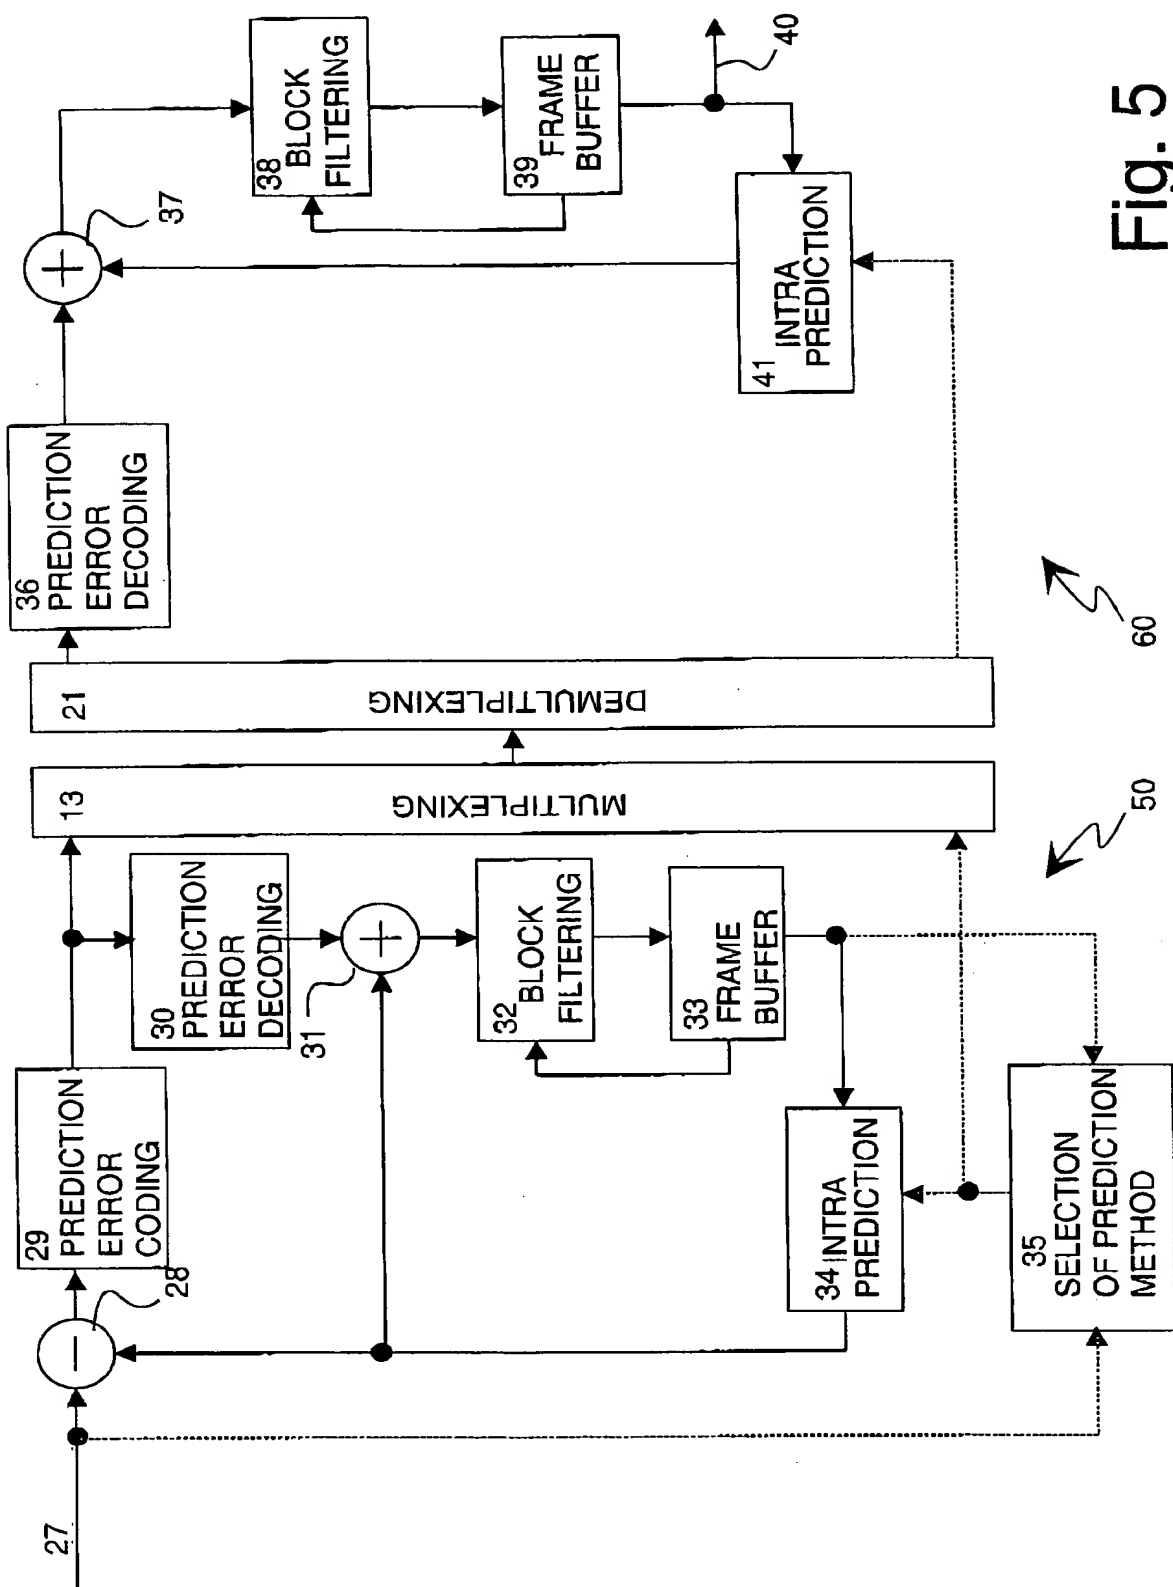 27
28
29
PREDICTION
ERROR
CODING
30
PREDICTION
ERROR
DECODING
31
32
BLOCK
FILTERING
33
FRAME
BUFFER
34 INTRA
PREDICTION
35
SELECTION
OF PREDICTION
METHOD
13
MULTIPLEXING
50
21
DEMULTIPLEXING
60
36
PREDICTION
ERROR
DECODING
37
38
BLOCK
FILTERING
39
FRAME
BUFFER
40
41
INTRA
PREDICTION
Fig. 5